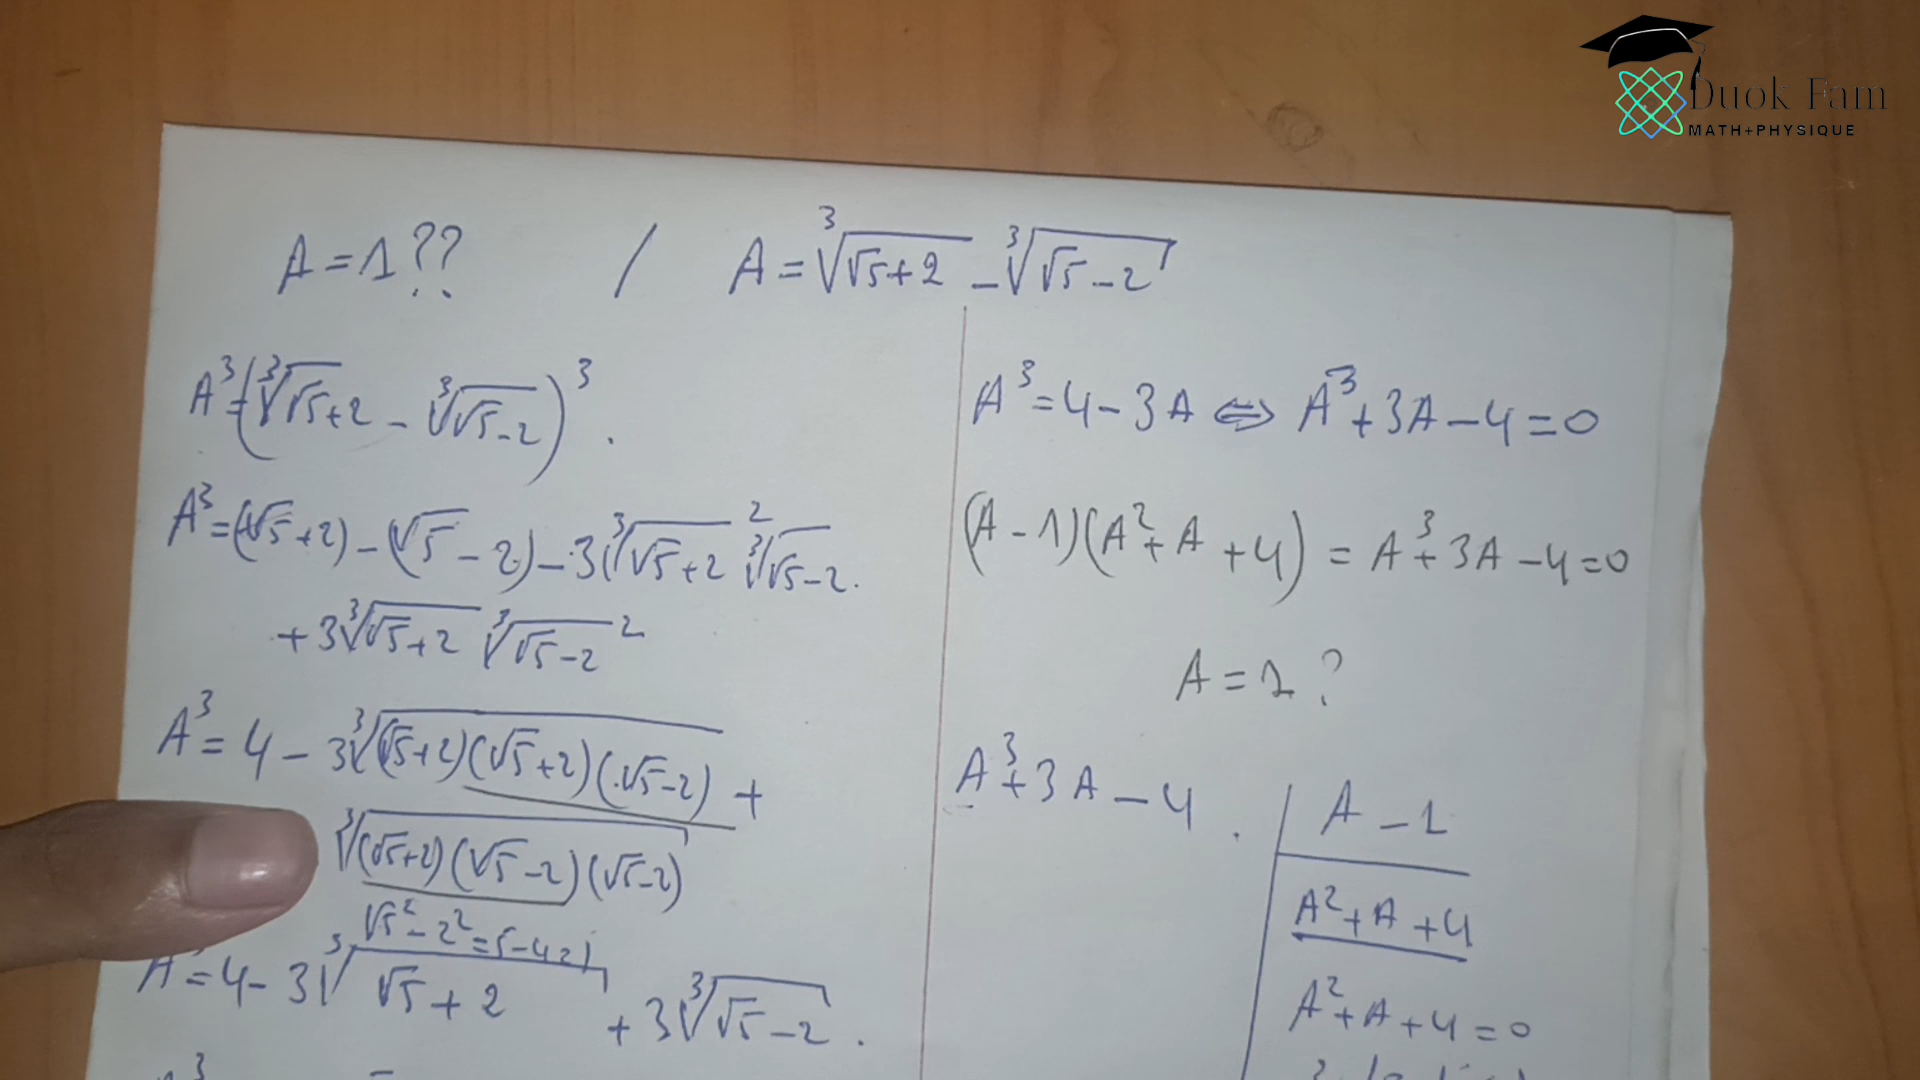 Duok Fam
MATH+PHYSIQUE
A = 1 ?? / A = ∛(√5+2) - ∛(√5-2)
A³ = (∛(√5+2) - ∛(√5-2))³.
A³ = (√5+2) - (√5-2) - 3∛(√5+2)² ∛(√5-2).
+ 3∛(√5+2) ∛(√5-2)²
A³ = 4 - 3∛((√5+2)(√5+2)(√5-2)) +
∛((√5+2)(√5-2)(√5-2))
√5² - 2² = 5-4=1
A³ = 4 - 3∛(√5+2) + 3∛(√5-2).
A³ = 4 - 3A ⇔ A³ + 3A - 4 = 0
(A - 1)(A² + A + 4) = A³ + 3A - 4 = 0
A = 1 ?
A³ + 3A - 4. | A - 1
A² + A + 4
A² + A + 4 = 0